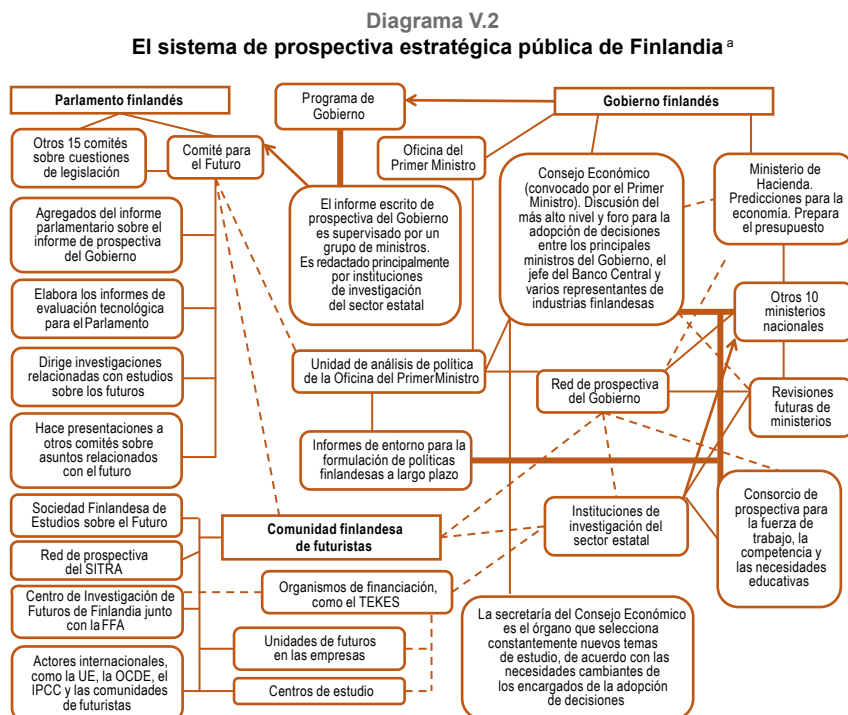 Diagrama V.2
El sistema de prospectiva estratégica pública de Finlandia a
Parlamento finlandés
Programa de
Gobierno
Gobierno finlandés
Otros 15 comités
sobre cuestiones
de legislación
Comité para
el Futuro
Oficina del
Primer Ministro
Consejo Económico
(convocado por el Primer
Ministro). Discusión del
más alto nivel y foro para la
adopción de decisiones
entre los principales
ministros del Gobierno, el
jefe del Banco Central y
varios representantes de
industrias finlandesas
Ministerio de
Hacienda.
Predicciones para
la economía. Prepara
el presupuesto
Agregados del informe
parlamentario sobre el
informe de prospectiva
del Gobierno
El informe escrito de
prospectiva del Gobierno
es supervisado por un
grupo de ministros.
Es redactado principalmente
por instituciones
de investigación
del sector estatal
Elabora los informes de
evaluación tecnológica
para el Parlamento
Otros 10
ministerios
nacionales
Dirige investigaciones
relacionadas con estudios
sobre los futuros
Unidad de análisis de política
de la Oficina del PrimerMinistro
Red de prospectiva
del Gobierno
Revisiones
futuras de
ministerios
Hace presentaciones a
otros comités sobre
asuntos relacionados
con el futuro
Informes de entorno para la
formulación de políticas
finlandesas a largo plazo
Sociedad Finlandesa de
Estudios sobre el Futuro
Comunidad finlandesa
de futuristas
Instituciones de
investigación del
sector estatal
Consorcio de
prospectiva para
la fuerza de
trabajo, la
competencia y
las necesidades
educativas
Red de prospectiva
del SITRA
Centro de Investigación de
Futuros de Finlandia junto
con la FFA
Organismos de financiación,
como el TEKES
Unidades de futuros
en las empresas
La secretaría del Consejo Económico
es el órgano que selecciona
constantemente nuevos temas
de estudio, de acuerdo con las
necesidades cambiantes
de los encargados de la adopción
de decisiones
Actores internacionales,
como la UE, la OCDE, el
IPCC y las comunidades
de futuristas
Centros de estudio